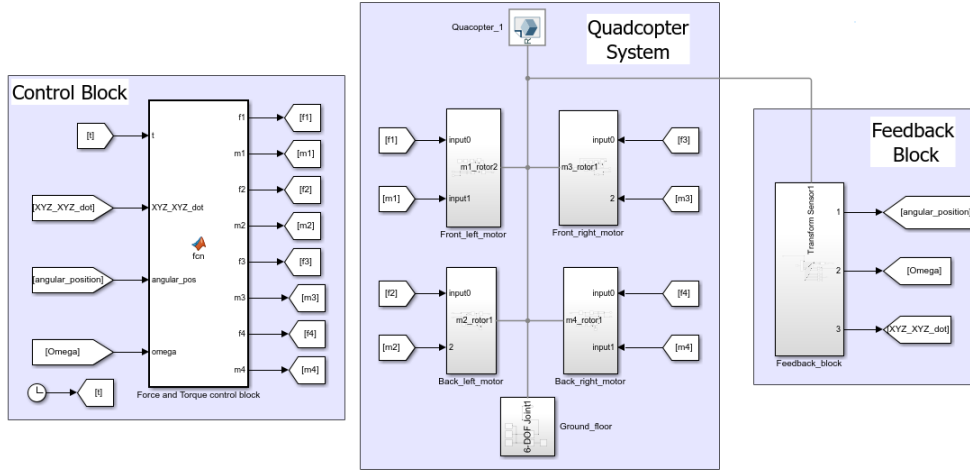 Control Block
[t]
t
[XYZ_XYZ_dot]
XYZ_XYZ_dot
[angular_position]
angular_pos
[Omega]
omega
fcn
f1
m1
f2
m2
f3
m3
f4
m4
[f1]
[m1]
[f2]
[m2]
[f3]
[m3]
[f4]
[m4]
[t]
Force and Torque control block
Quacopter_1
R
Quadcopter
System
[f1]
input0
m1_rotor2
[m1]
input1
Front_left_motor
input0
[f3]
m3_rotor1
2
[m3]
Front_right_motor
[f2]
input0
m2_rotor1
[m2]
2
Back_left_motor
input0
[f4]
m4_rotor1
input1
[m4]
Back_right_motor
6-DOF Joint1
Ground_floor
Feedback
Block
Transform Sensor1
1
[angular_position]
2
[Omega]
3
[XYZ_XYZ_dot]
Feedback_block